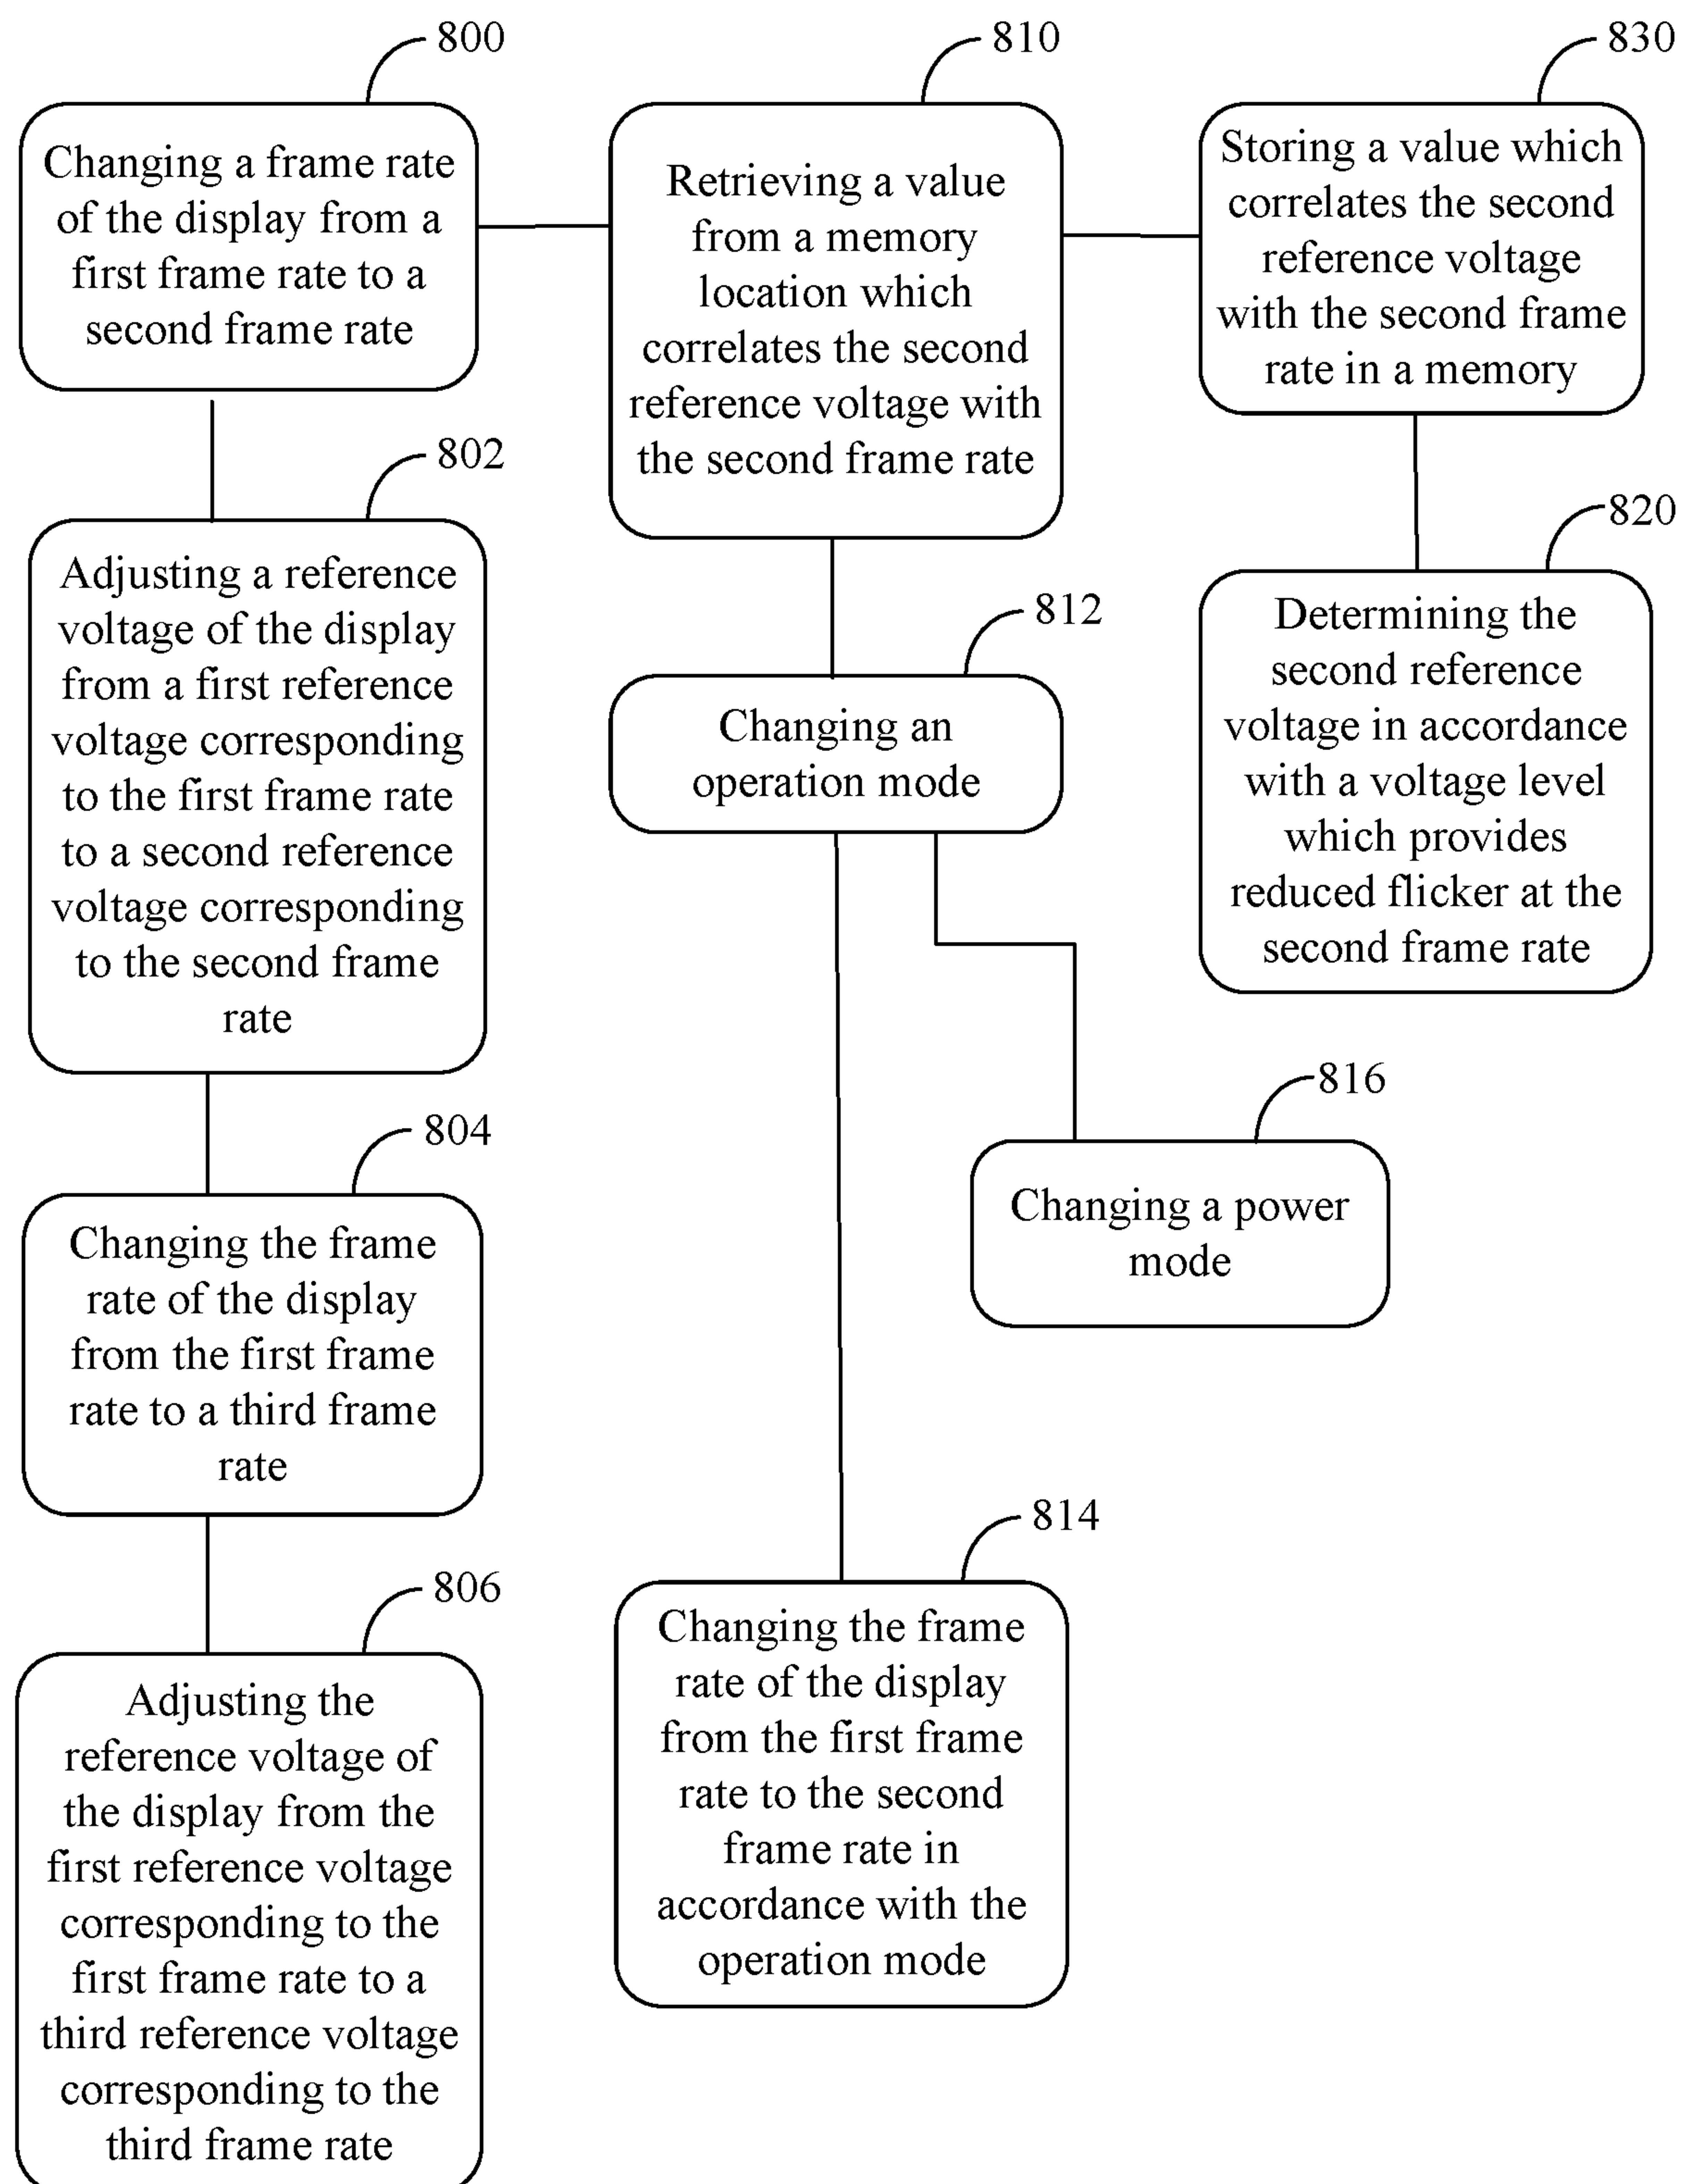 800
Changing a frame rate
of the display from a
first frame rate to a
second frame rate
802
Adjusting a reference
voltage of the display
from a first reference
voltage corresponding
to the first frame rate
to a second reference
voltage corresponding
to the second frame
rate
804
Changing the frame
rate of the display
from the first frame
rate to a third frame
rate
806
Adjusting the
reference voltage of
the display from the
first reference voltage
corresponding to the
first frame rate to a
third reference voltage
corresponding to the
third frame rate
810
Retrieving a value
from a memory
location which
correlates the second
reference voltage with
the second frame rate
812
Changing an
operation mode
816
Changing a power
mode
814
Changing the frame
rate of the display
from the first frame
rate to the second
frame rate in
accordance with the
operation mode
830
Storing a value which
correlates the second
reference voltage
with the second frame
rate in a memory
820
Determining the
second reference
voltage in accordance
with a voltage level
which provides
reduced flicker at the
second frame rate